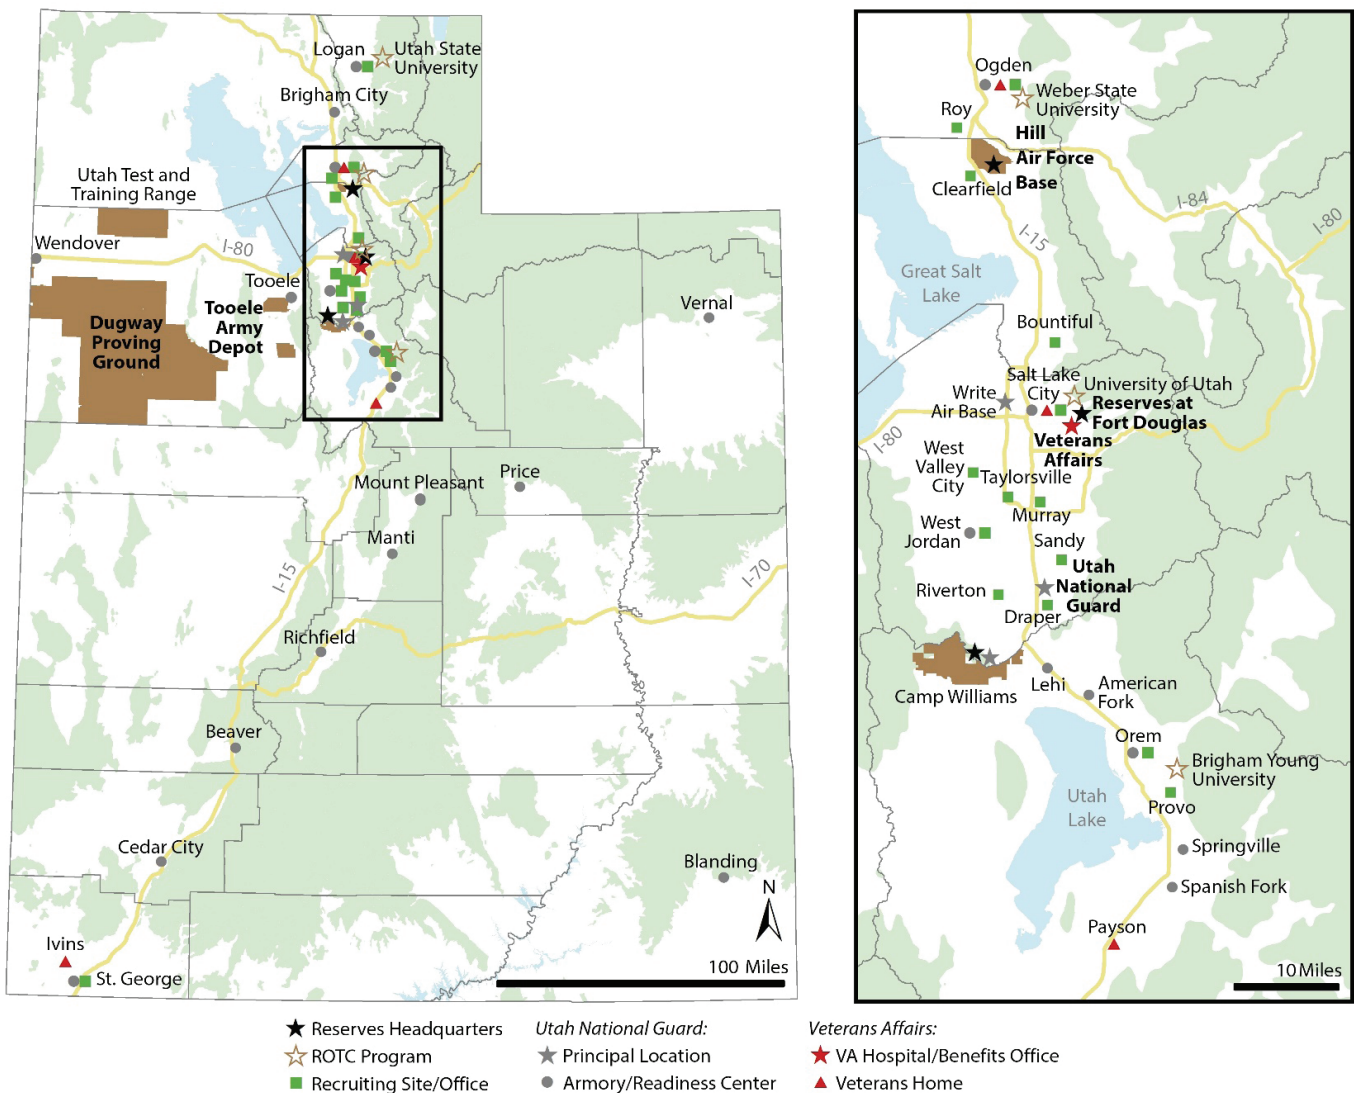 Logan
Utah State
University
Brigham City
Utah Test and
Training Range
Wendover
I-80
Tooele
Tooele
Army
Depot
Dugway
Proving
Ground
Vernal
Mount Pleasant
Price
Manti
I-15
I-70
Richfield
Beaver
Cedar City
Blanding
N
Ivins
St. George
100 Miles
Ogden
Weber State
University
Roy
Hill
Air Force
Base
Clearfield
I-84
I-80
I-15
Great Salt
Lake
Bountiful
Salt Lake
City
University of Utah
Write
Air Base
Reserves at
Fort Douglas
I-80
Veterans
Affairs
West
Valley
City
Taylorsville
Murray
West
Jordan
Sandy
Utah
National
Guard
Riverton
Draper
Camp Williams
Lehi
American
Fork
Orem
Brigham Young
University
Utah
Lake
Provo
Springville
Spanish Fork
Payson
10 Miles
Reserves Headquarters
ROTC Program
Recruiting Site/Office
Utah National Guard:
Principal Location
Armory/Readiness Center
Veterans Affairs:
VA Hospital/Benefits Office
Veterans Home